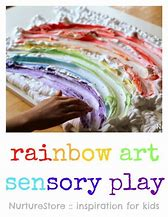 rainbow art
sensory play
NurtureStore :: inspiration for kids